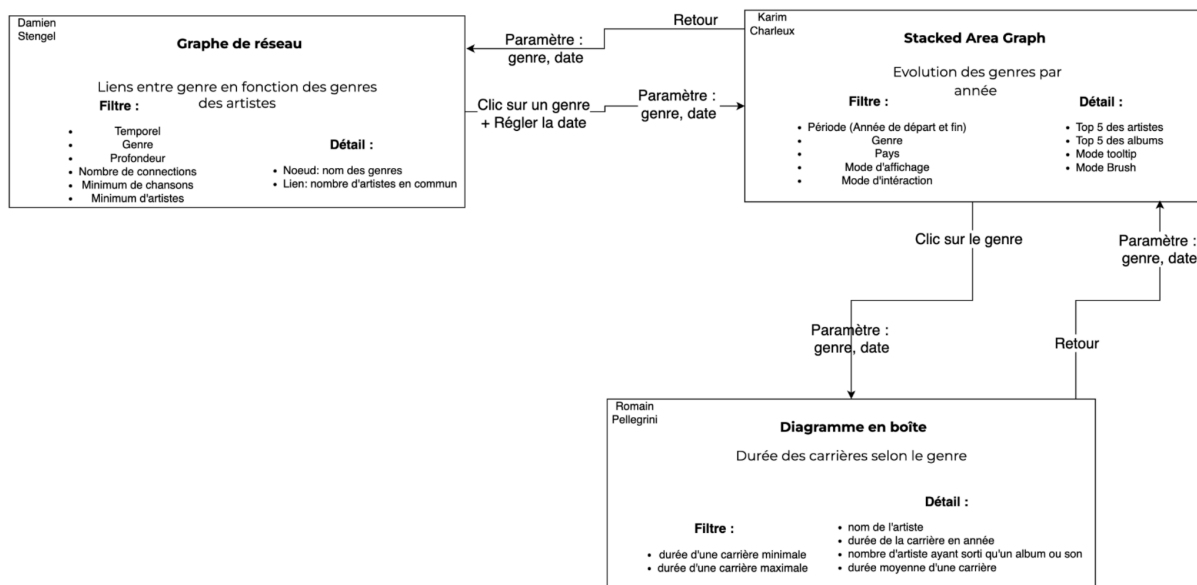 Damien
Stengel
Graphe de réseau
Liens entre genre en fonction des genres
des artistes
Filtre :
Temporel
Genre
Profondeur
Nombre de connections
Minimum de chansons
Minimum d'artistes
Détail :
Noeud: nom des genres
Lien: nombre d'artistes en commun
Retour
Paramètre :
genre, date
Clic sur un genre
+ Régler la date
Paramètre :
genre, date
Karim
Charleux
Stacked Area Graph
Evolution des genres par
année
Filtre :
Période (Année de départ et fin)
Genre
Pays
Mode d'affichage
Mode d'intéraction
Détail :
Top 5 des artistes
Top 5 des albums
Mode tooltip
Mode Brush
Clic sur le genre
Paramètre :
genre, date
Paramètre :
genre, date
Retour
Romain
Pellegrini
Diagramme en boîte
Durée des carrières selon le genre
Filtre :
durée d'une carrière minimale
durée d'une carrière maximale
Détail :
nom de l'artiste
durée de la carrière en année
nombre d'artiste ayant sorti qu'un album ou son
durée moyenne d'une carrière